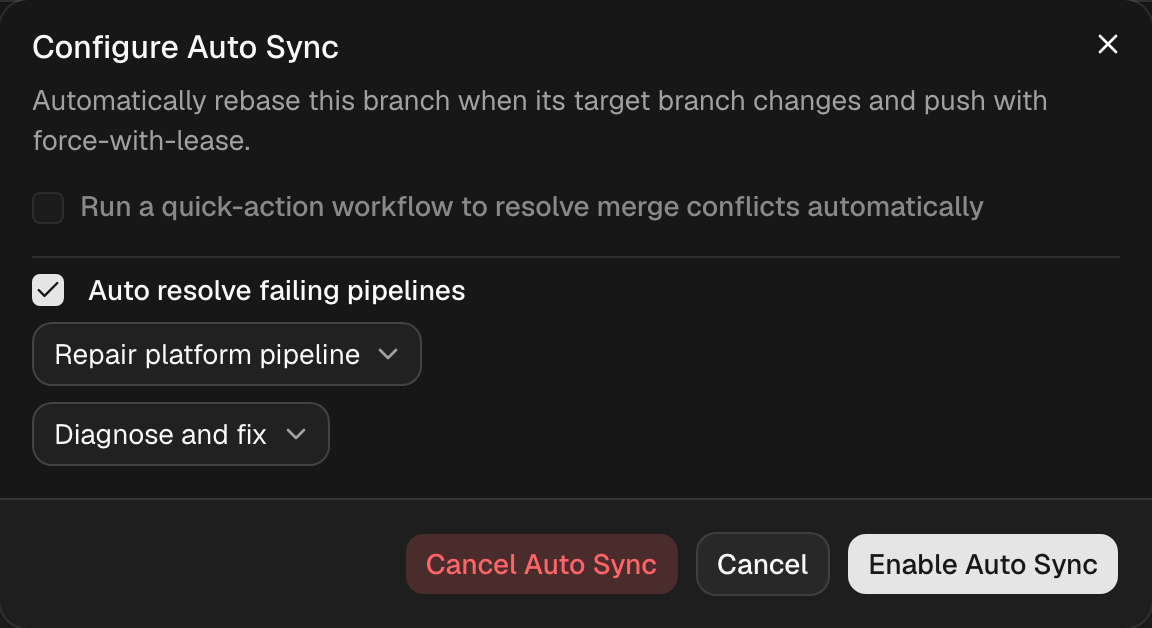 Configure Auto Sync
Automatically rebase this branch when its target branch changes and push with
force-with-lease.
Run a quick-action workflow to resolve merge conflicts automatically
Auto resolve failing pipelines
Repair platform pipeline
Diagnose and fix
Cancel Auto Sync
Cancel
Enable Auto Sync